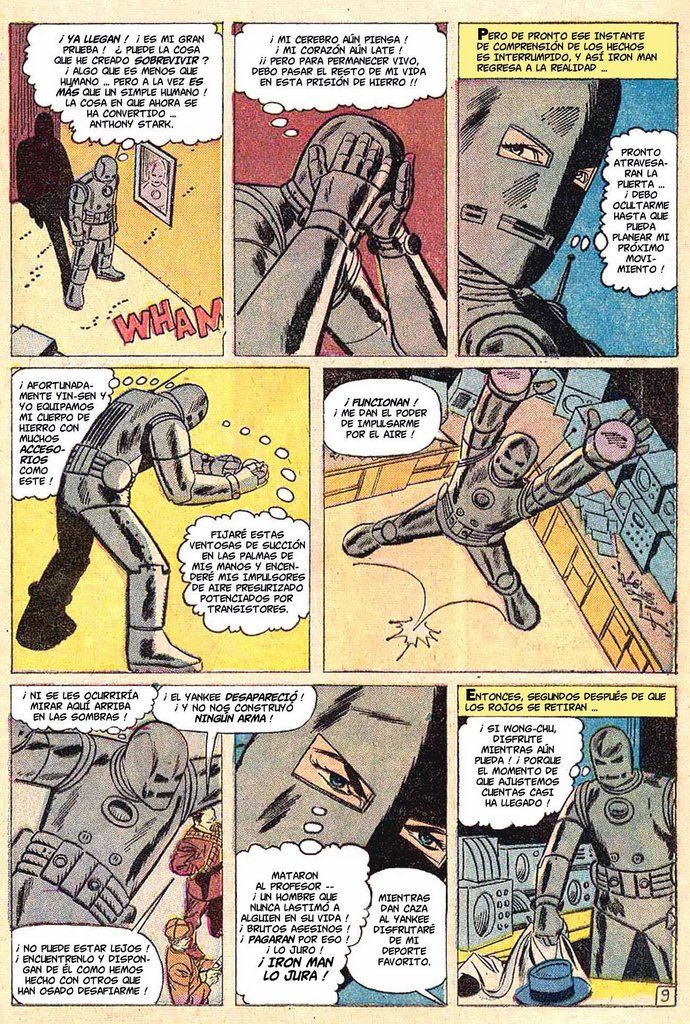 ¡ YA LLEGAN ! ¡ ES MI GRAN
PRUEBA ! ¿ PUEDE LA COSA
QUE HE CREADO SOBREVIVIR ?
¡ ALGO QUE ES MENOS QUE
HUMANO ... PERO A LA VEZ ES
MÁS QUE UN SIMPLE HUMANO !
LA COSA EN QUE AHORA SE
HA CONVERTIDO ...
ANTHONY STARK.
WHAM
¡ MI CEREBRO AÚN PIENSA !
¡ MI CORAZÓN AÚN LATE !
¡¡ PERO PARA PERMANECER VIVO,
DEBO PASAR EL RESTO DE MI VIDA
EN ESTA PRISIÓN DE HIERRO !!
PERO DE PRONTO ESE INSTANTE
DE COMPRENSIÓN DE LOS HECHOS
ES INTERRUMPIDO, Y ASÍ IRON MAN
REGRESA A LA REALIDAD ...
PRONTO
ATRAVESA-
RAN LA
PUERTA ...
¡ DEBO
OCULTARME
HASTA QUE
PUEDA
PLANEAR MI
PRÓXIMO
MOVI-
MIENTO !
¡ AFORTUNADA-
MENTE YIN-SEN Y
YO EQUIPAMOS
MI CUERPO DE
HIERRO CON
MUCHOS
ACCESO-
RIOS
COMO
ESTE !
FIJARÉ ESTAS
VENTOSAS DE SUCCIÓN
EN LAS PALMAS DE
MIS MANOS Y ENCEN-
DERÉ MIS IMPULSORES
DE AIRE PRESURIZADO
POTENCIADOS POR
TRANSISTORES.
¡ FUNCIONAN !
¡ ME DAN EL PODER
DE IMPULSARME
POR EL AIRE !
¡ NI SE LES OCURRIRÍA
MIRAR AQUÍ ARRIBA
EN LAS SOMBRAS !
¡ EL YANKEE DESAPARECIÓ !
¡ Y NO NOS CONSTRUYÓ
NINGÚN ARMA !
¡ NO PUEDE ESTAR LEJOS !
¡ ENCUENTRENLO Y DISPON-
GAN DE ÉL COMO HEMOS
HECHO CON OTROS QUE
HAN OSADO DESAFIARME !
MATARON
AL PROFESOR --
¡ UN HOMBRE QUE
NUNCA LASTIMÓ A
ALGUIEN EN SU VIDA !
¡ BRUTOS ASESINOS !
¡ PAGARAN POR ESO !
¡ LO JURO !
¡ IRON MAN
LO JURA !
MIENTRAS
DAN CAZA
AL YANKEE
DISFRUTARÉ
DE MI
DEPORTE
FAVORITO.
ENTONCES, SEGUNDOS DESPUÉS DE QUE
LOS ROJOS SE RETIRAN ...
¡ SI WONG-CHU,
DISFRUTE
MIENTRAS AÚN
PUEDA ! ¡ PORQUE
EL MOMENTO DE
QUE AJUSTEMOS
CUENTAS CASI
HA LLEGADO !
9